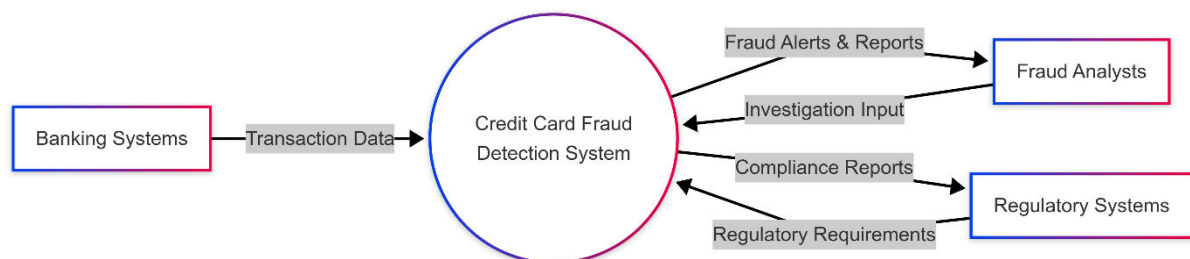 Fraud Alerts & Reports
Fraud Analysts
Investigation Input
Banking Systems
Transaction Data
Credit Card Fraud
Detection System
Compliance Reports
Regulatory Systems
Regulatory Requirements